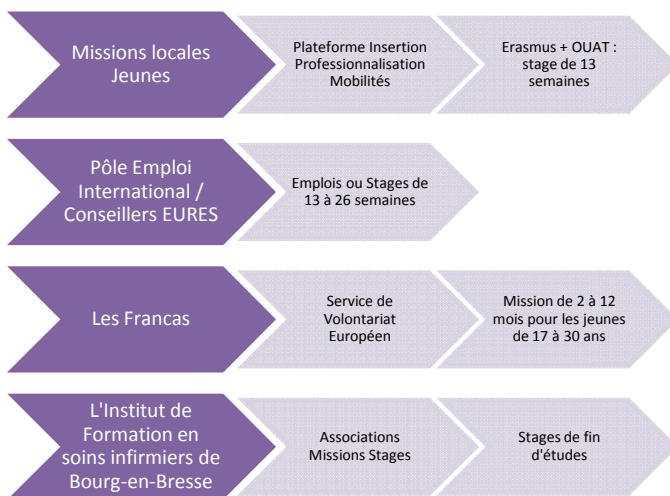 Missions locales
Jeunes
Plateforme Insertion
Professionnalisation
Mobilités
Erasmus + OUAT :
stage de 13
semaines
Pôle Emploi
International /
Conseillers EURES
Emplois ou Stages de
13 à 26 semaines
Les Francas
Service de
Volontariat
Européen
Mission de 2 à 12
mois pour les jeunes
de 17 à 30 ans
L'Institut de
Formation en
soins infirmiers de
Bourg-en-Bresse
Associations
Missions Stages
Stages de fin
d'études